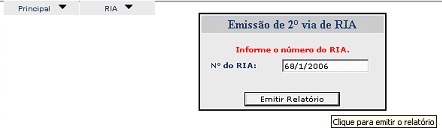 Principal RIA
Emissão de 2º via de RIA
Informe o número do RIA.
Nº do RIA: 68/1/2006
Emitir Relatório
Clique para emitir o relatório